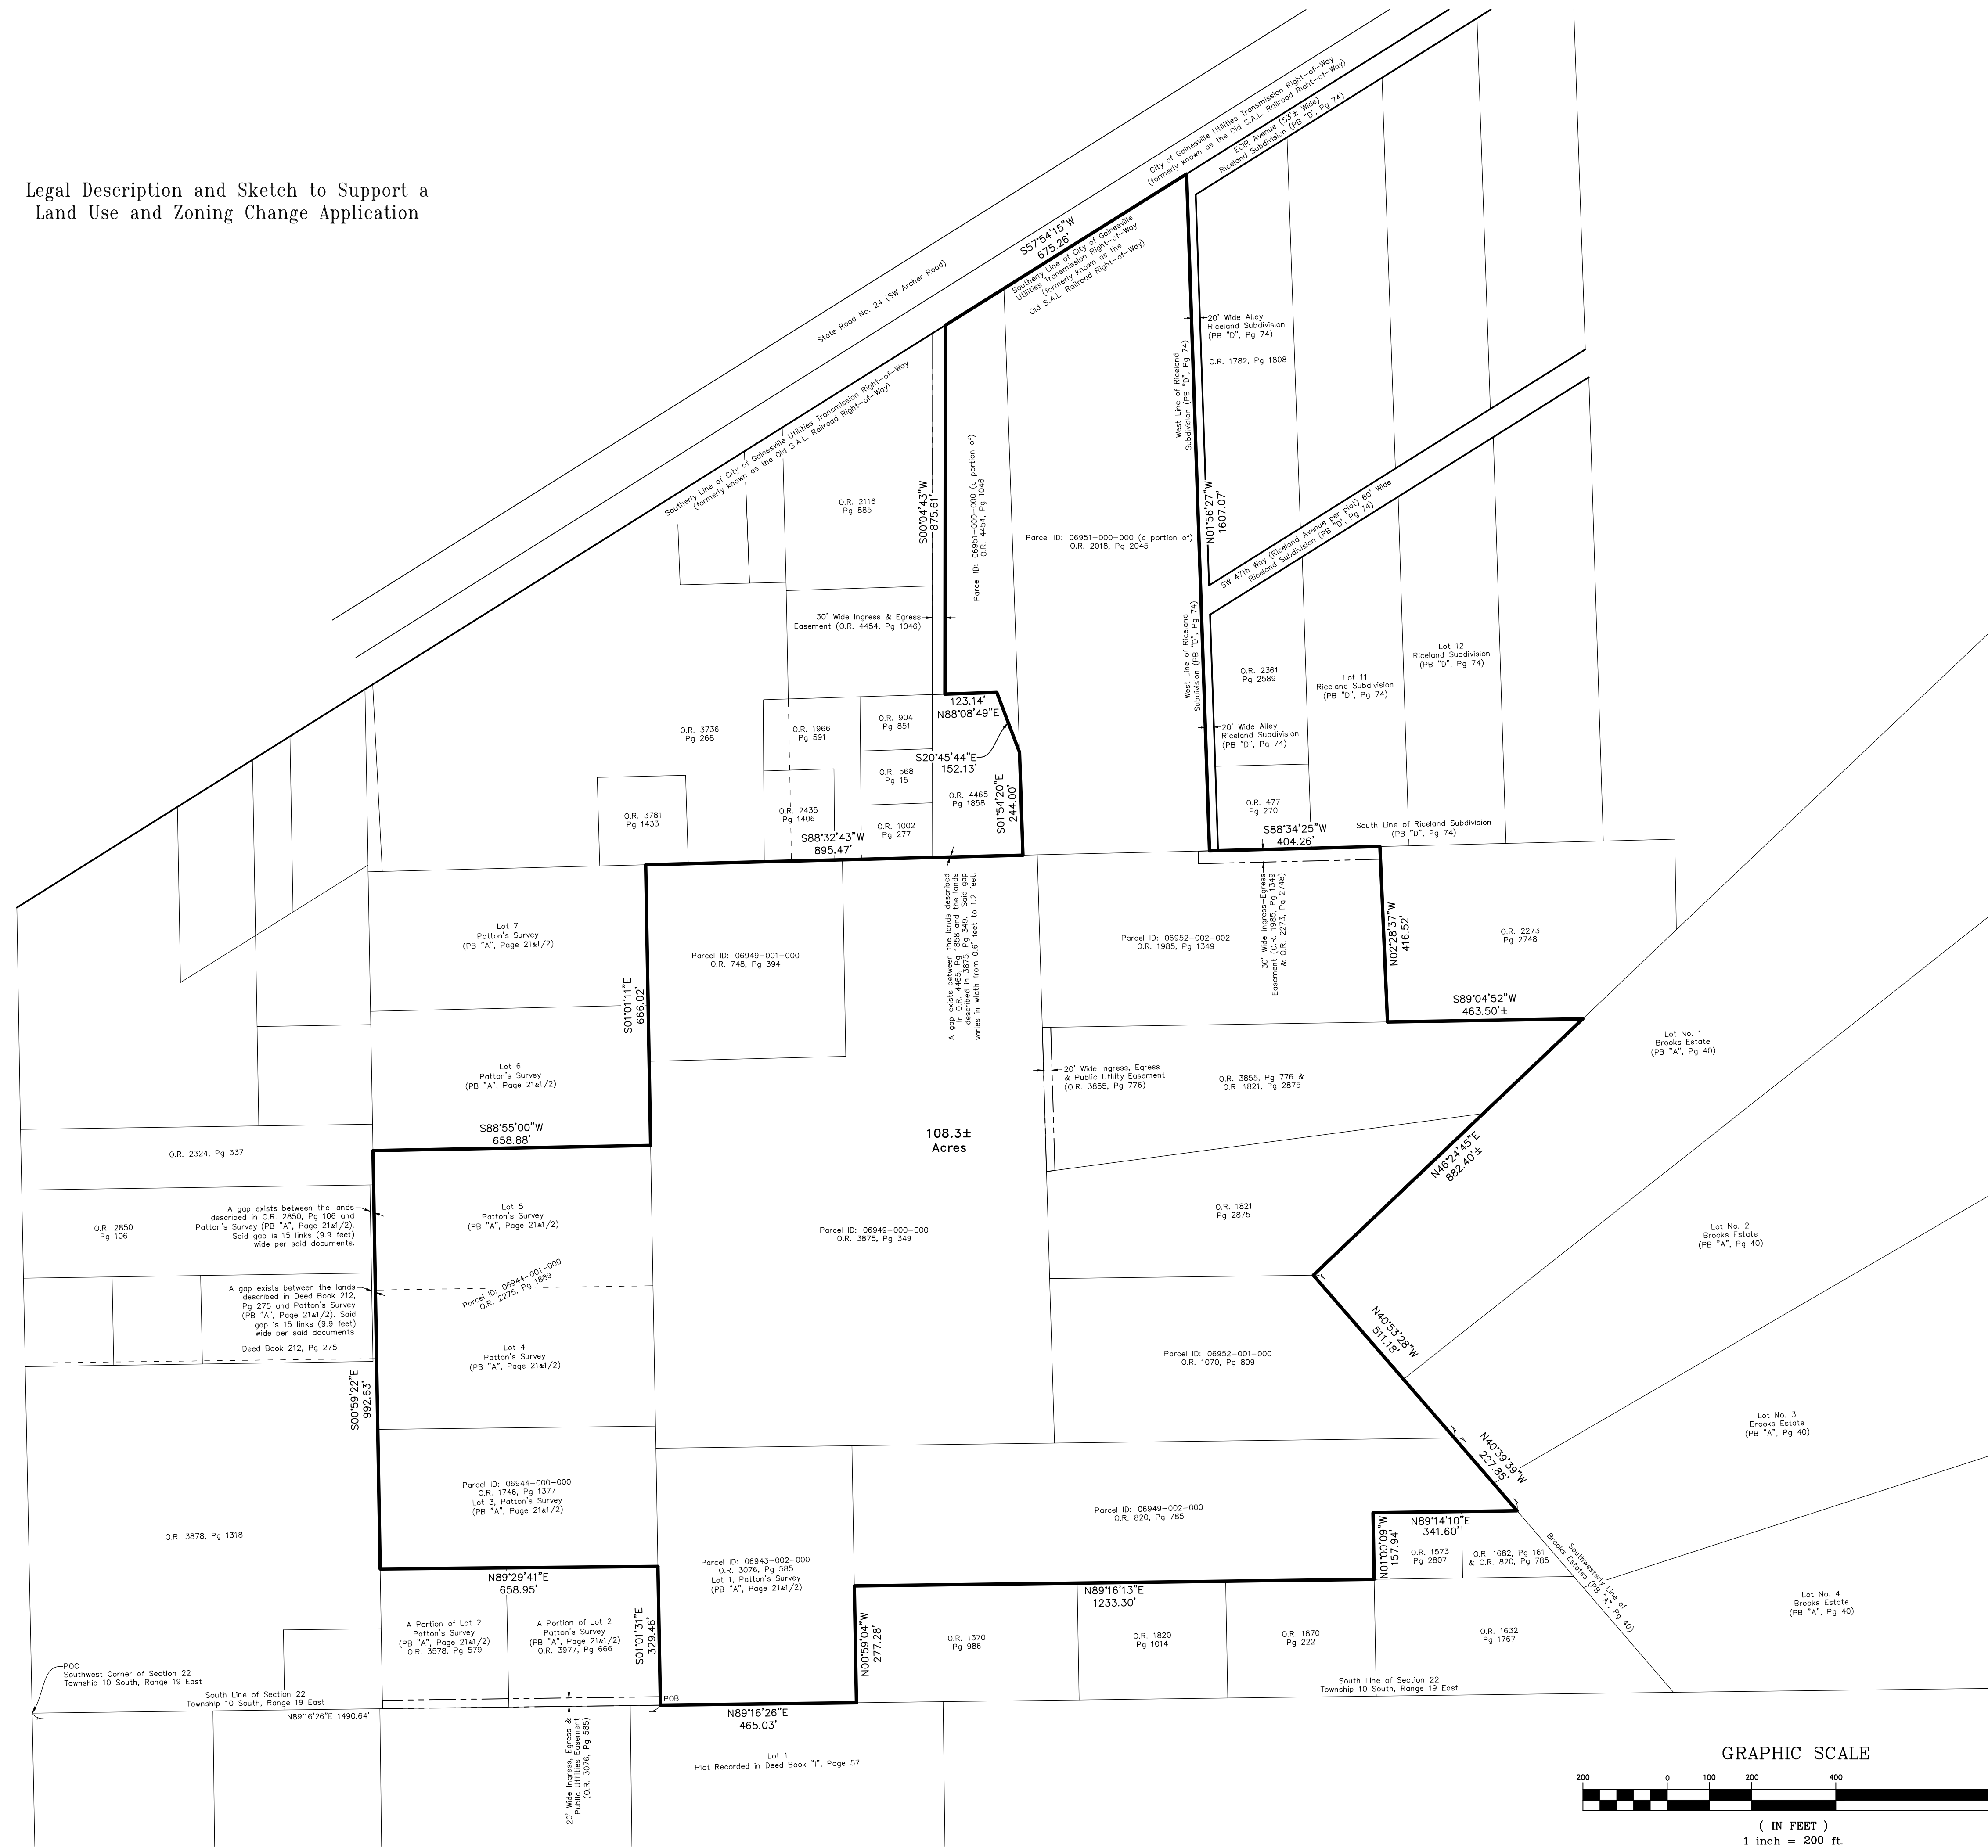 Legal Description and Sketch to Support a
Land Use and Zoning Change Application
City of Gainesville Utilities Transmission Right-of-Way
(formerly known as the Old S.A.L. Railroad Right-of-Way)
ECIR Avenue (53'± Wide)
Riceland Subdivision (PB "D', Pg 74)
State Road No. 24 (SW Archer Road)
S57°54'15"W
675.26'
Southerly Line of City of Gainesville
Utilities Transmission Right-of-Way
(formerly known as the
Old S.A.L. Railroad Right-of-Way)
Southerly Line of City of Gainesville Utilities Transmission Right-of-Way
(formerly known as the Old S.A.L. Railroad Right-of-Way)
20' Wide Alley
Riceland Subdivision
(PB "D", Pg 74)
O.R. 1782, Pg 1808
West Line of Riceland
Subdivision (PB "D", Pg 74)
N01°56'27"W
1607.07'
SW 47th Way (Riceland Avenue per plat) 60' Wide
Riceland Subdivision (PB "D', Pg 74)
O.R. 2116
Pg 885
S00°04'43"W
875.61'
Parcel ID: 06951-000-000 (a portion of)
O.R. 4454, Pg 1046
Parcel ID: 06951-000-000 (a portion of)
O.R. 2018, Pg 2045
30' Wide Ingress & Egress
Easement (O.R. 4454, Pg 1046)
West Line of Riceland
Subdivision (PB "D", Pg 74)
O.R. 2361
Pg 2589
Lot 11
Riceland Subdivision
(PB "D", Pg 74)
Lot 12
Riceland Subdivision
(PB "D", Pg 74)
20' Wide Alley
Riceland Subdivision
(PB "D", Pg 74)
O.R. 3736
Pg 268
O.R. 1966
Pg 591
O.R. 904
Pg 851
123.14'
N88°08'49"E
S20°45'44"E
152.13'
O.R. 568
Pg 15
O.R. 4465
Pg 1858
S01°54'20"E
244.00'
O.R. 3781
Pg 1433
O.R. 2435
Pg 1406
O.R. 1002
Pg 277
S88°32'43"W
895.47'
O.R. 477
Pg 270
S88°34'25"W
404.26'
South Line of Riceland Subdivision
(PB "D", Pg 74)
A gap exists between the lands described
in O.R. 4465, Pg 1858 and the lands
described in 3875, Pg 349. Said gap
varies in width from 0.6' feet to 1.2 feet.
30' Wide Ingress-Egress
Easement (O.R. 1985, Pg 1349
& O.R. 2273, Pg 2748)
Lot 7
Patton's Survey
(PB "A", Page 21&1/2)
Parcel ID: 06949-001-000
O.R. 748, Pg 394
Parcel ID: 06952-002-002
O.R. 1985, Pg 1349
N02°28'37"W
416.52'
O.R. 2273
Pg 2748
S01°01'11"E
666.02'
S89°04'52"W
463.50'±
Lot 6
Patton's Survey
(PB "A", Page 21&1/2)
20' Wide Ingress, Egress
& Public Utility Easement
(O.R. 3855, Pg 776)
O.R. 3855, Pg 776 &
O.R. 1821, Pg 2875
Lot No. 1
Brooks Estate
(PB "A", Pg 40)
S88°55'00"W
658.88'
108.3±
Acres
N46°24'45"E
882.40'±
O.R. 2324, Pg 337
O.R. 2850
Pg 106
A gap exists between the lands
described in O.R. 2850, Pg 106 and
Patton's Survey (PB "A", Page 21&1/2).
Said gap is 15 links (9.9 feet)
wide per said documents.
Lot 5
Patton's Survey
(PB "A", Page 21&1/2)
Parcel ID: 06949-000-000
O.R. 3875, Pg 349
O.R. 1821
Pg 2875
Lot No. 2
Brooks Estate
(PB "A", Pg 40)
Parcel ID: 06944-001-000
O.R. 2275, Pg 1889
A gap exists between the lands
described in Deed Book 212,
Pg 275 and Patton's Survey
(PB "A", Page 21&1/2). Said
gap is 15 links (9.9 feet)
wide per said documents.
Deed Book 212, Pg 275
Lot 4
Patton's Survey
(PB "A", Page 21&1/2)
Parcel ID: 06952-001-000
O.R. 1070, Pg 809
N40°53'28"W
511.18'
S00°59'22"E
992.63'
Lot No. 3
Brooks Estate
(PB "A", Pg 40)
N40°39'39"W
227.85'
Parcel ID: 06944-000-000
O.R. 1746, Pg 1377
Lot 3, Patton's Survey
(PB "A", Page 21&1/2)
O.R. 3878, Pg 1318
Parcel ID: 06949-002-000
O.R. 820, Pg 785
N01°00'09"W
157.94'
N89°14'10"E
341.60'
O.R. 1573
Pg 2807
O.R. 1682, Pg 161
& O.R. 820, Pg 785
Southwesterly Line of
Brooks Estates (PB "A", Pg 40)
Parcel ID: 06943-002-000
O.R. 3076, Pg 585
Lot 1, Patton's Survey
(PB "A", Page 21&1/2)
N89°29'41"E
658.95'
N89°16'13"E
1233.30'
Lot No. 4
Brooks Estate
(PB "A", Pg 40)
A Portion of Lot 2
Patton's Survey
(PB "A", Page 21&1/2)
O.R. 3578, Pg 579
A Portion of Lot 2
Patton's Survey
(PB "A", Page 21&1/2)
O.R. 3977, Pg 666
S01°01'31"E
329.46'
N00°59'04"W
277.28'
O.R. 1370
Pg 986
O.R. 1820
Pg 1014
O.R. 1870
Pg 222
O.R. 1632
Pg 1767
POC
Southwest Corner of Section 22
Township 10 South, Range 19 East
South Line of Section 22
Township 10 South, Range 19 East
South Line of Section 22
Township 10 South, Range 19 East
POB
N89°16'26"E 1490.64'
N89°16'26"E
465.03'
20' Wide Ingress, Egress &
Public Utilities Easement
(O.R. 3076, Pg 585)
Lot 1
Plat Recorded in Deed Book "I", Page 57
GRAPHIC SCALE
200 0 100 200 400
( IN FEET )
1 inch = 200 ft.